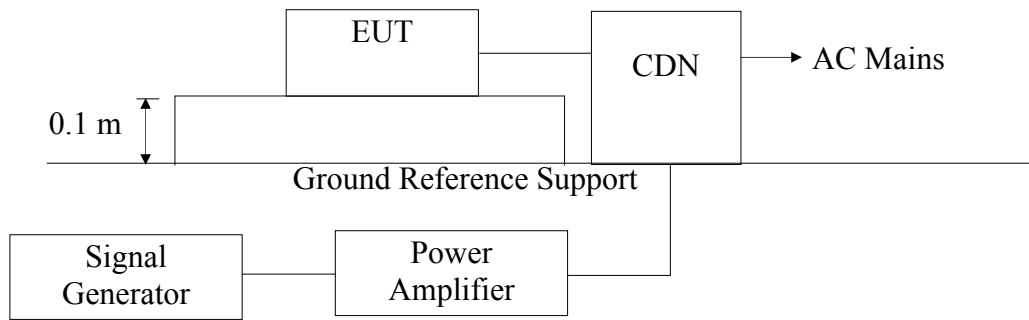 EUT
CDN
AC Mains
0.1 m
Ground Reference Support
Signal
Generator
Power
Amplifier